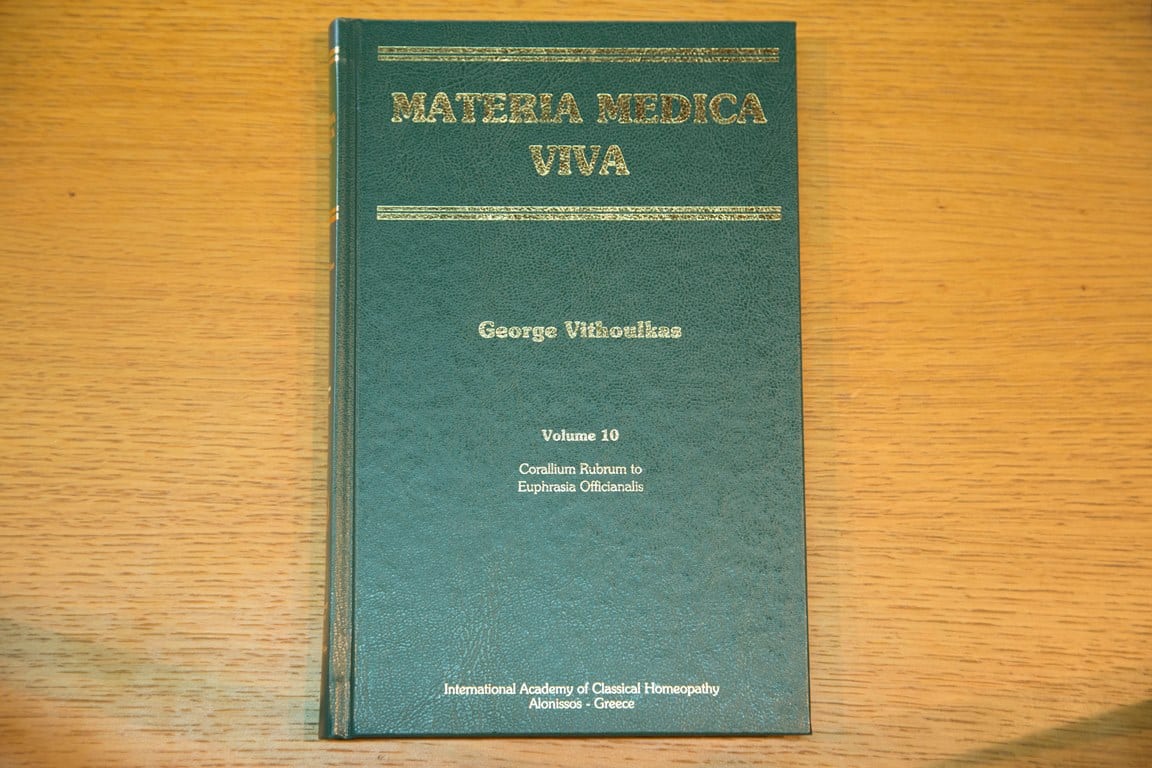 MATERIA MEDICA
VIVA
George Vithoulkas
Volume 10
Corallium Rubrum to
Euphrasia Officianalis
International Academy of Classical Homeopathy
Alonissos - Greece